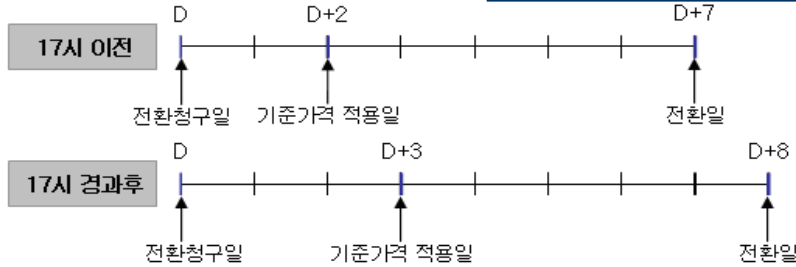 D D+2 D+7
17시 이전
전환청구일 기준가격 적용일 전환일
D D+3 D+8
17시 경과후
전환청구일 기준가격 적용일 전환일